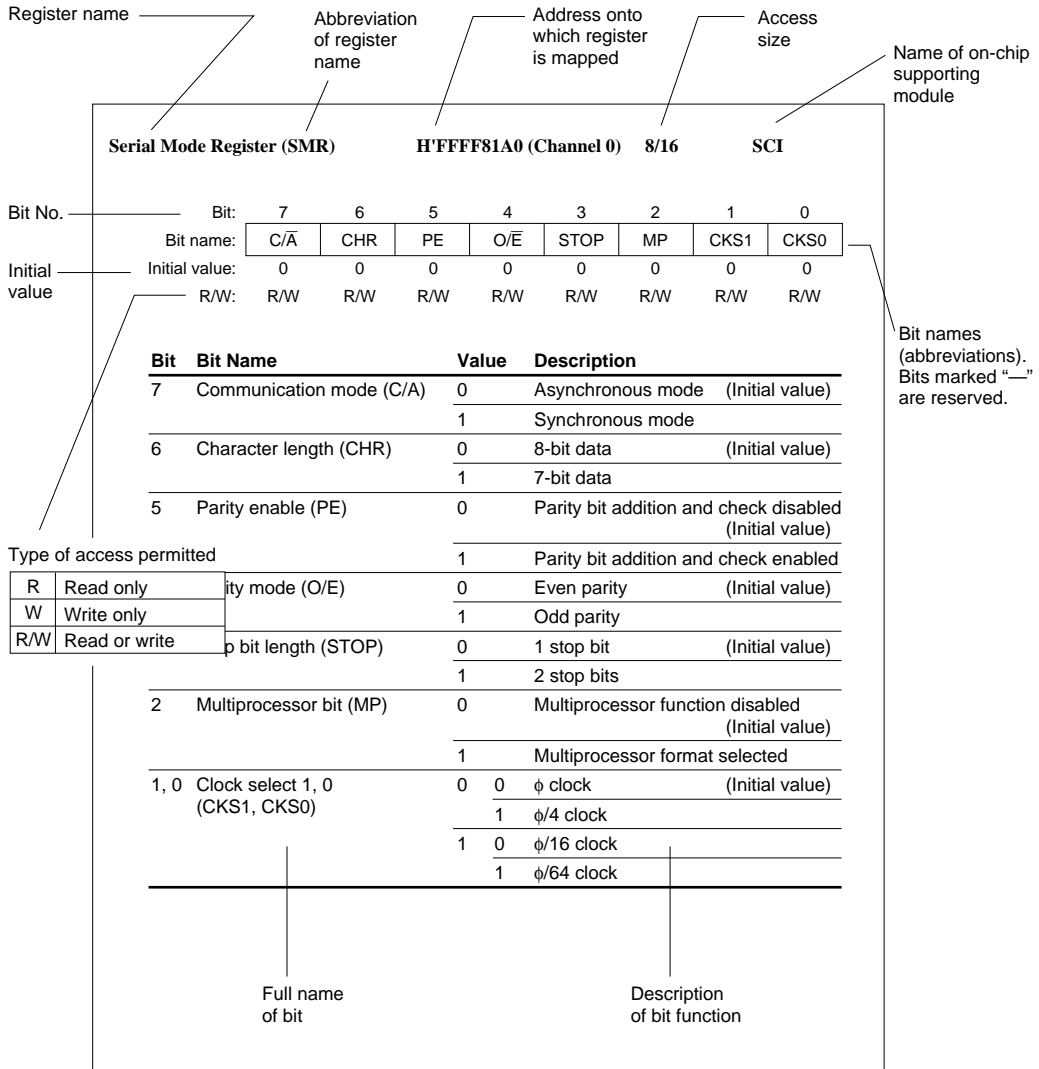 Register name
Abbreviation
of register
name
Address onto
which register
is mapped
Access
size
Name of on-chip
supporting
module
Serial Mode Register (SMR) H'FFFF81A0 (Channel 0) 8/16 SCI
Bit No.
Bit: 7 6 5 4 3 2 1 0
Bit name: C/A̅ CHR PE O/E̅ STOP MP CKS1 CKS0
Initial
value
Initial value: 0 0 0 0 0 0 0 0
R/W: R/W R/W R/W R/W R/W R/W R/W R/W
Bit names
(abbreviations).
Bits marked “—”
are reserved.
Bit Bit Name Value Description
7 Communication mode (C/A) 0 Asynchronous mode (Initial value)
1 Synchronous mode
6 Character length (CHR) 0 8-bit data (Initial value)
1 7-bit data
5 Parity enable (PE) 0 Parity bit addition and check disabled
(Initial value)
1 Parity bit addition and check enabled
Type of access permitted
R Read only
W Write only
R/W Read or write
ity mode (O/E) 0 Even parity (Initial value)
1 Odd parity
p bit length (STOP) 0 1 stop bit (Initial value)
1 2 stop bits
2 Multiprocessor bit (MP) 0 Multiprocessor function disabled
(Initial value)
1 Multiprocessor format selected
1, 0 Clock select 1, 0
(CKS1, CKS0)
0 0 ϕ clock (Initial value)
1 ϕ/4 clock
1 0 ϕ/16 clock
1 ϕ/64 clock
Full name
of bit
Description
of bit function